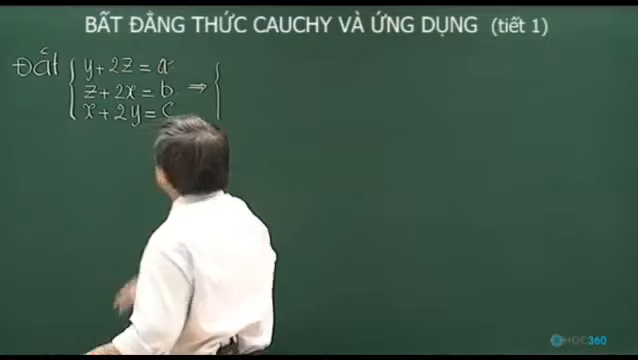 BẤT ĐẲNG THỨC CAUCHY VÀ ỨNG DỤNG (tiết 1)
Đặt { y + 2z = a
z + 2x = b ⇒ {
x + 2y = c
HOC360